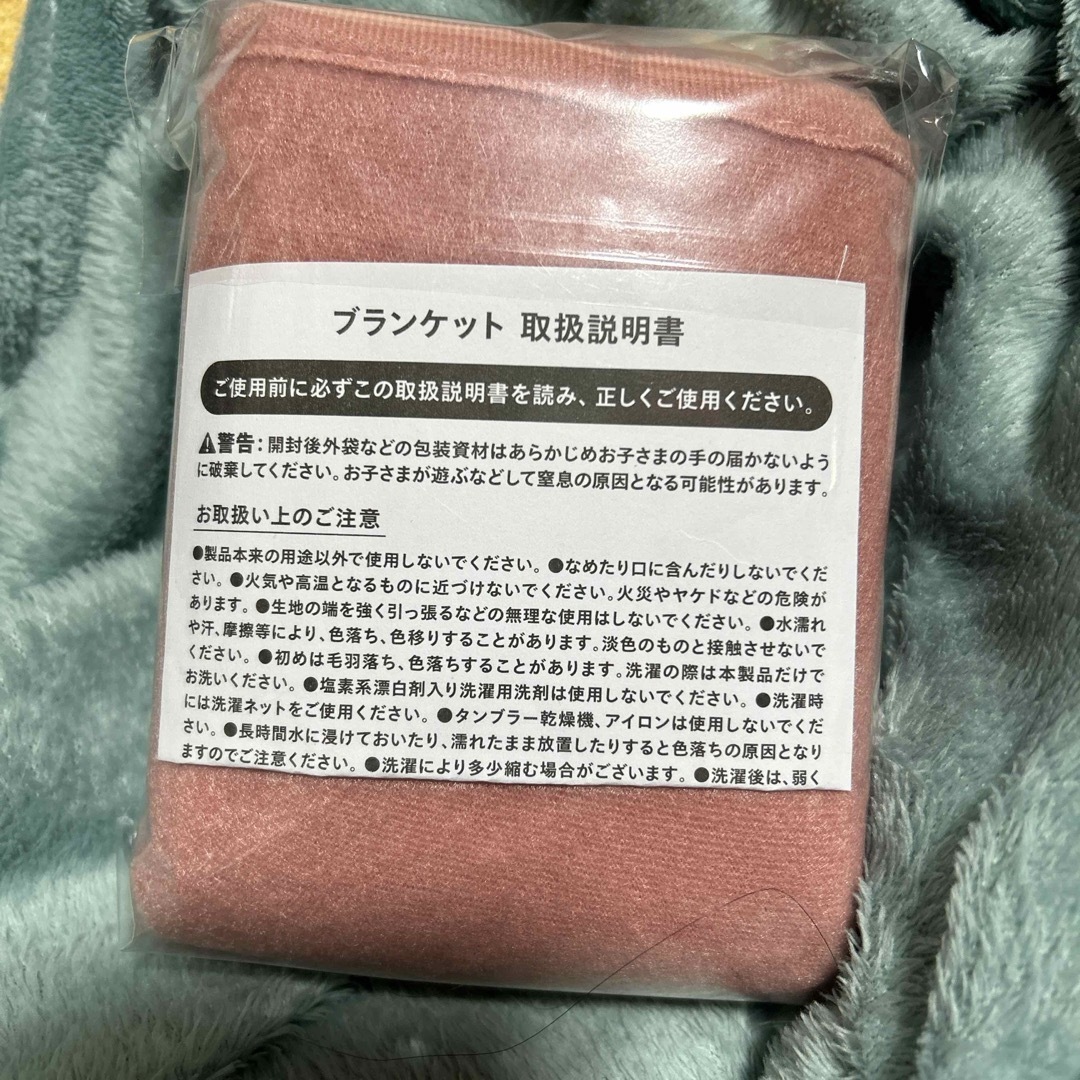 ブランケット 取扱説明書
ご使用前に必ずこの取扱説明書を読み、正しくご使用ください。
⚠警告：開封後外袋などの包装資材はあらかじめお子さまの手の届かないよう
に破棄してください。お子さまが遊ぶなどして窒息の原因となる可能性があります。
お取扱い上のご注意
●製品本来の用途以外で使用しないでください。●なめたり口に含んだりしないでくだ
さい。●火気や高温となるものに近づけないでください。火災やヤケドなどの危険が
あります。●生地の端を強く引っ張るなどの無理な使用はしないでください。●水濡れ
や汗、摩擦等により、色落ち、色移りすることがあります。淡色のものと接触させないで
ください。●初めは毛羽落ち、色落ちすることがあります。洗濯の際は本製品だけで
お洗いください。●塩素系漂白剤入り洗濯用洗剤は使用しないでください。●洗濯時
には洗濯ネットをご使用ください。●タンブラー乾燥機、アイロンは使用しないでくだ
さい。●長時間水に浸けておいたり、濡れたまま放置したりすると色落ちの原因となり
ますのでご注意ください。●洗濯により多少縮む場合がございます。●洗濯後は、弱く